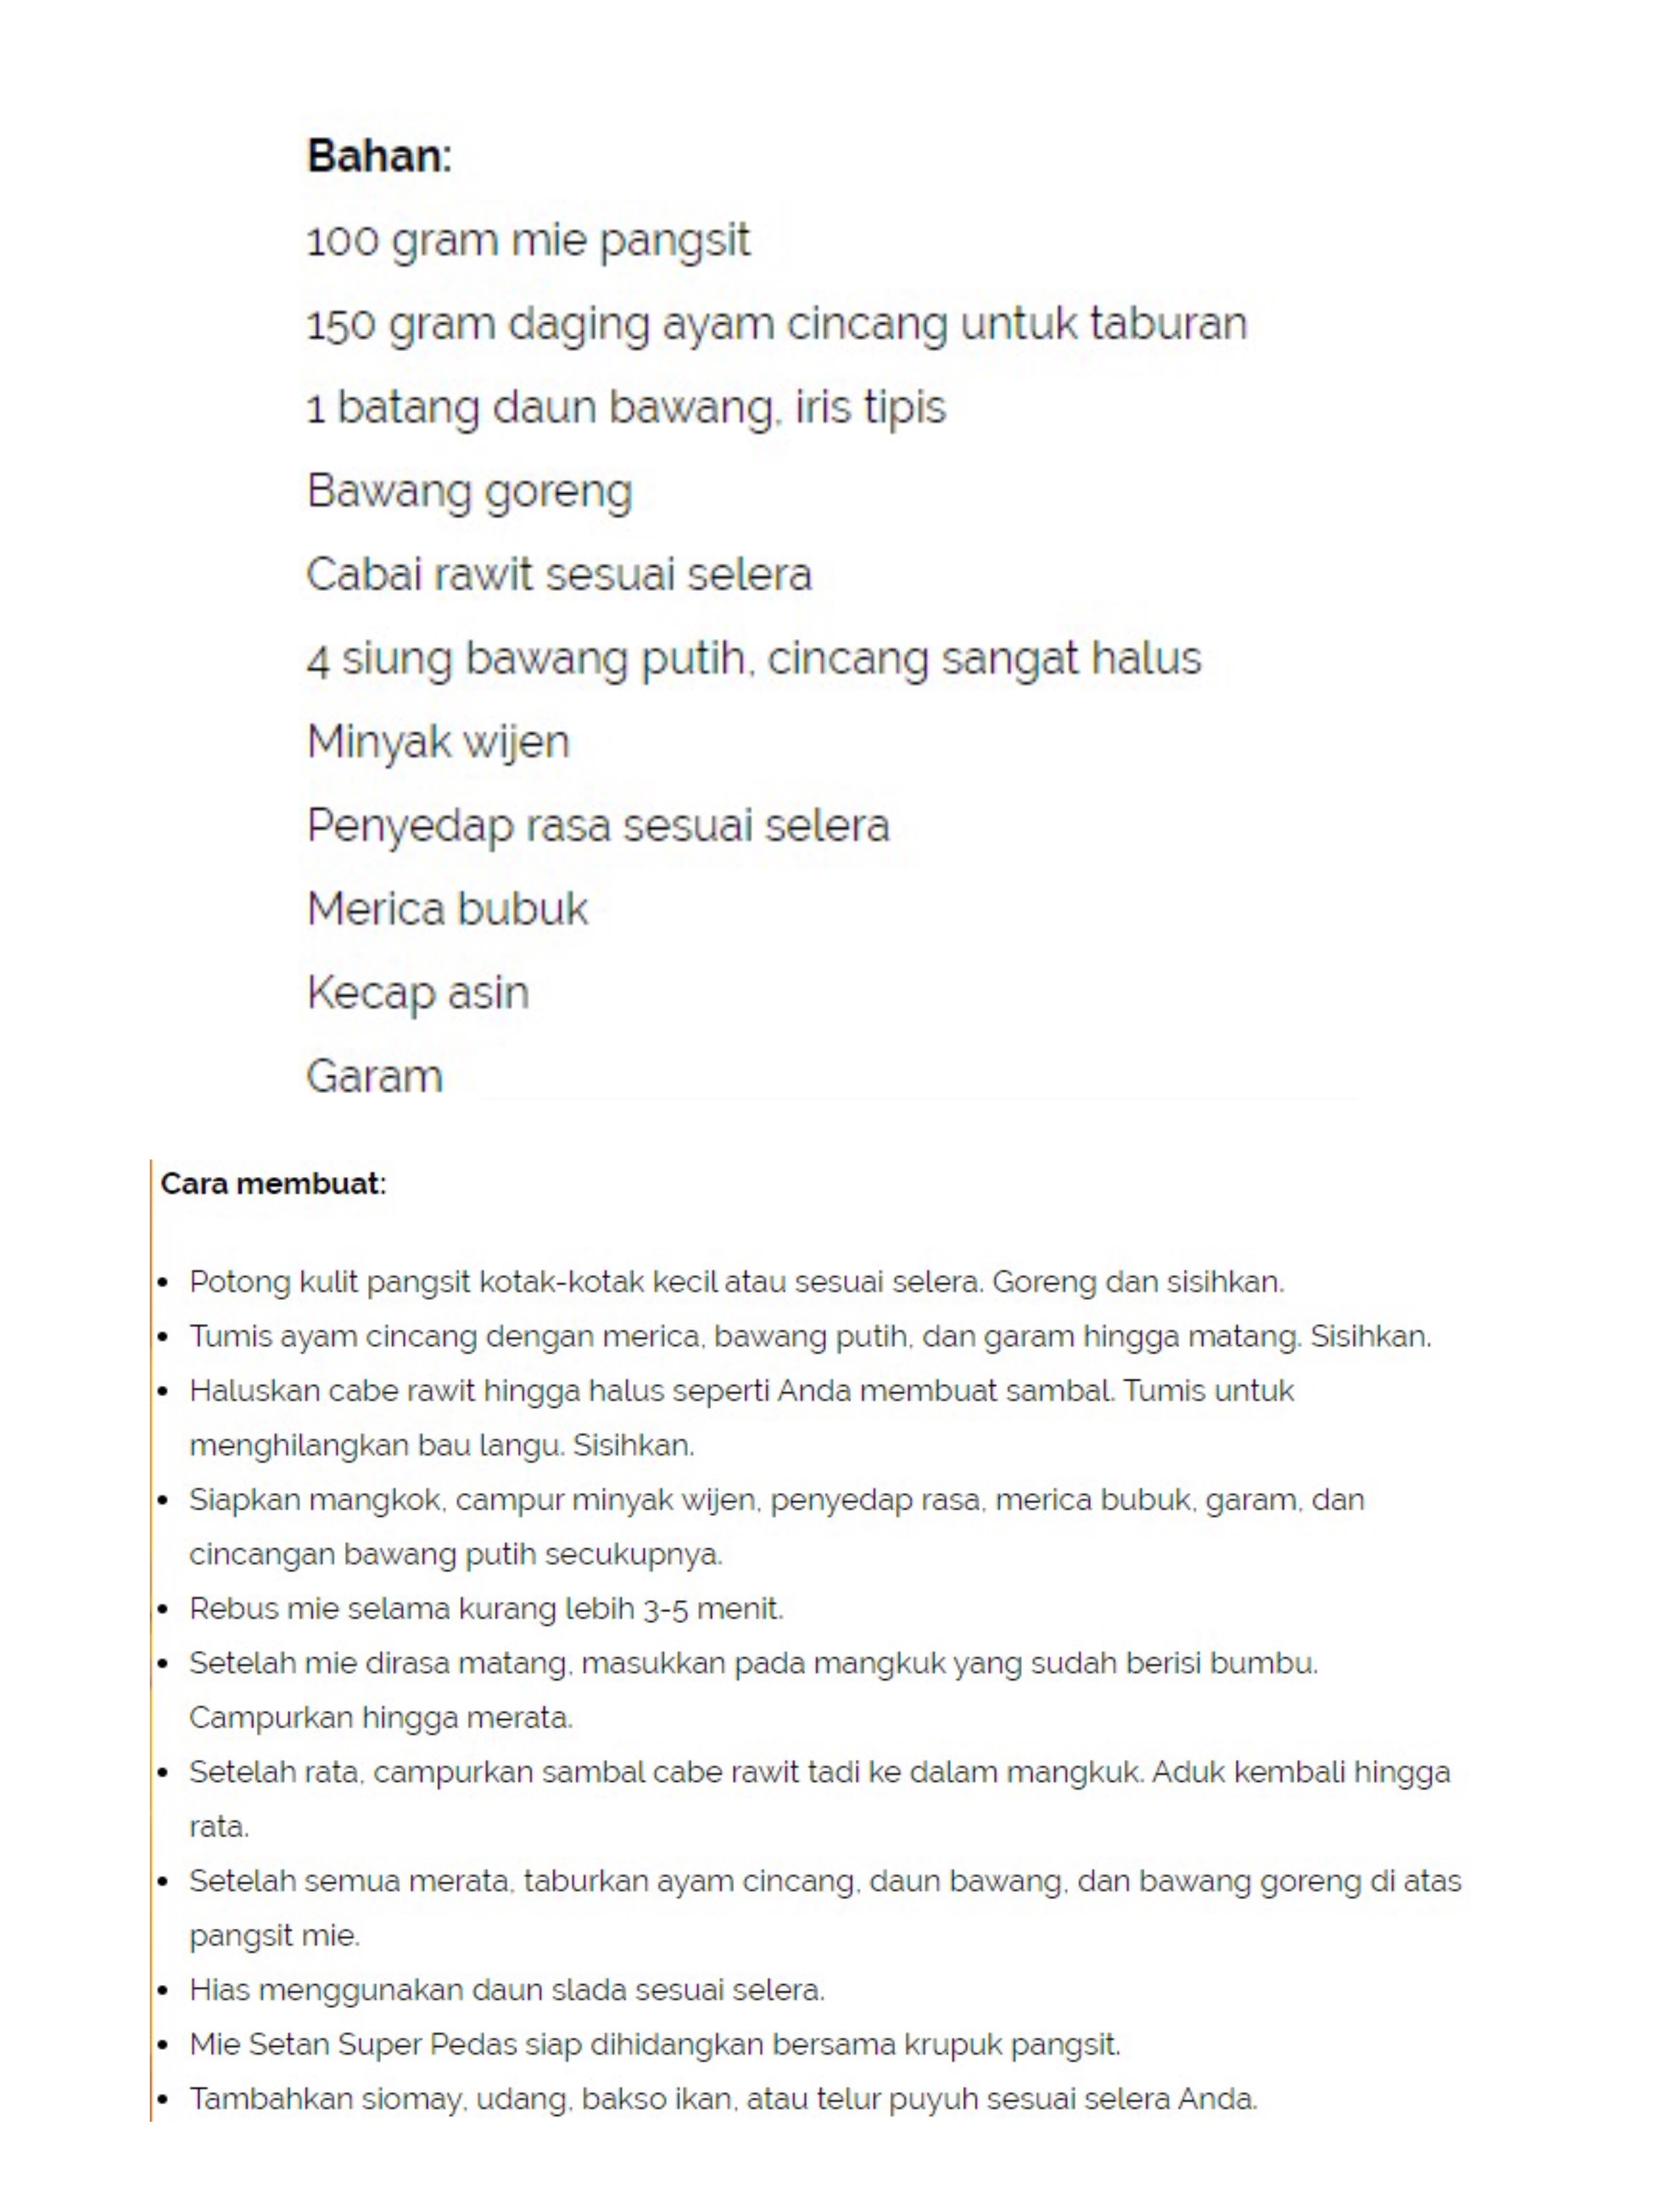 Bahan:
100 gram mie pangsit
150 gram daging ayam cincang untuk taburan
1 batang daun bawang, iris tipis
Bawang goreng
Cabai rawit sesuai selera
4 siung bawang putih, cincang sangat halus
Minyak wijen
Penyedap rasa sesuai selera
Merica bubuk
Kecap asin
Garam
Cara membuat:
• Potong kulit pangsit kotak-kotak kecil atau sesuai selera. Goreng dan sisihkan.
• Tumis ayam cincang dengan merica, bawang putih, dan garam hingga matang. Sisihkan.
• Haluskan cabe rawit hingga halus seperti Anda membuat sambal. Tumis untuk
menghilangkan bau langu. Sisihkan.
• Siapkan mangkok, campur minyak wijen, penyedap rasa, merica bubuk, garam, dan
cincangan bawang putih secukupnya.
• Rebus mie selama kurang lebih 3-5 menit.
• Setelah mie dirasa matang, masukkan pada mangkuk yang sudah berisi bumbu.
Campurkan hingga merata.
• Setelah rata, campurkan sambal cabe rawit tadi ke dalam mangkuk. Aduk kembali hingga
rata.
• Setelah semua merata, taburkan ayam cincang, daun bawang, dan bawang goreng di atas
pangsit mie.
• Hias menggunakan daun slada sesuai selera.
• Mie Setan Super Pedas siap dihidangkan bersama krupuk pangsit.
• Tambahkan siomay, udang, bakso ikan, atau telur puyuh sesuai selera Anda.